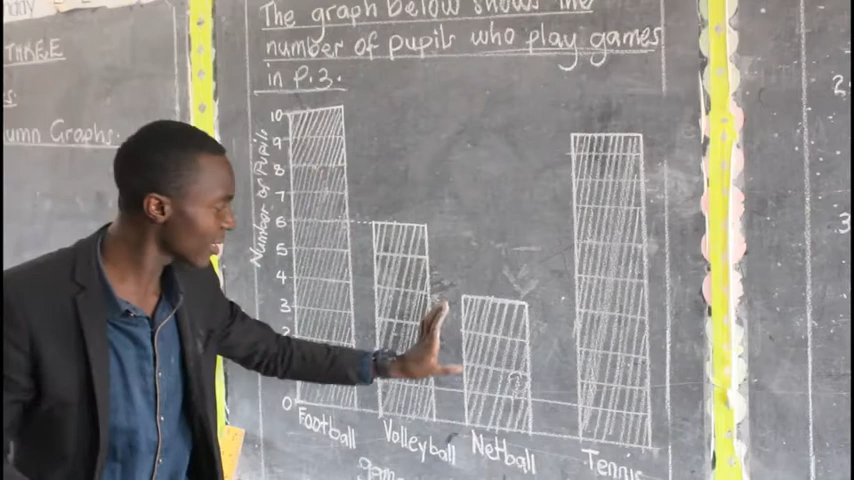 THREE
umn Graphs
The graph below shows the
number of pupils who play games
in P.3.
Number of Pupils
10
9
8
7
6
5
4
3
2
0
Football
Volleyball
Netball
Tennis
games
2
3